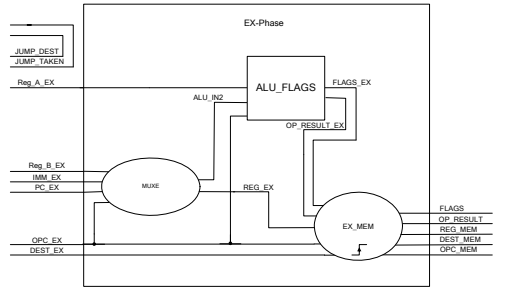 EX-Phase
JUMP_DEST
JUMP_TAKEN
Reg_A_EX
ALU_FLAGS
FLAGS_EX
ALU_IN2
OP_RESULT_EX
Reg_B_EX
IMM_EX
PC_EX
MUXE
REG_EX
EX_MEM
FLAGS
OP_RESULT
REG_MEM
DEST_MEM
OPC_MEM
OPC_EX
DEST_EX